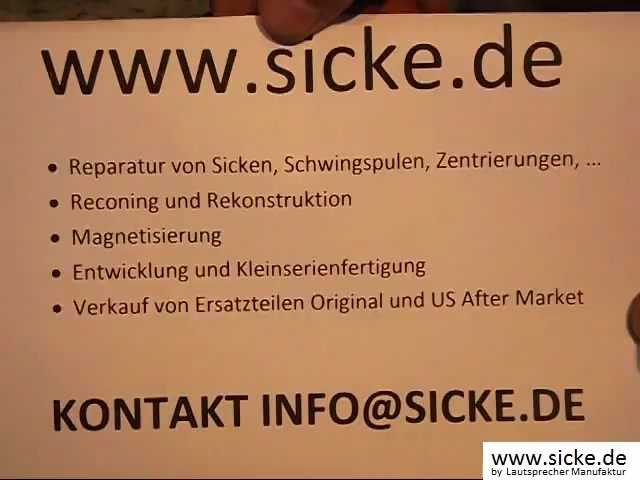 www.sicke.de
• Reparatur von Sicken, Schwingspulen, Zentrierungen, ...
• Reconing und Rekonstruktion
• Magnetisierung
• Entwicklung und Kleinserienfertigung
• Verkauf von Ersatzteilen Original und US After Market
KONTAKT INFO@SICKE.DE
www.sicke.de
by Lautsprecher Manufaktur